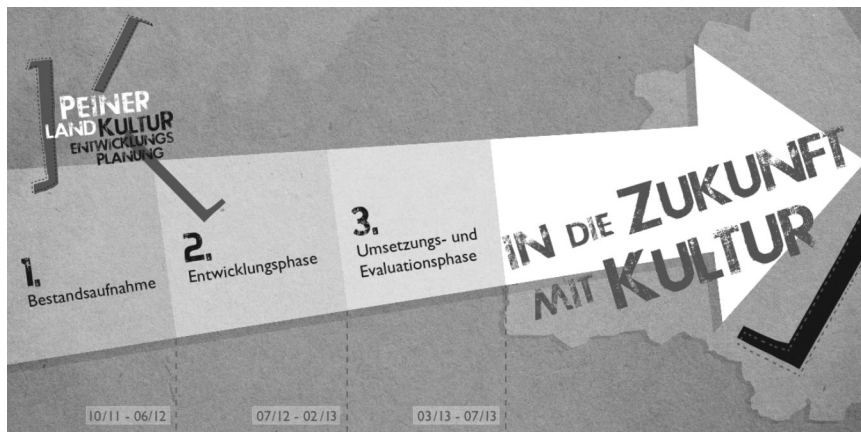 PEINER
LAND KULTUR
ENTWICKLUNGS
PLANUNG
1.
Bestandsaufnahme
2.
Entwicklungsphase
3.
Umsetzungs- und
Evaluationsphase
IN DIE ZUKUNFT
MIT KULTUR
10/11 - 06/12
07/12 - 02/13
03/13 - 07/13